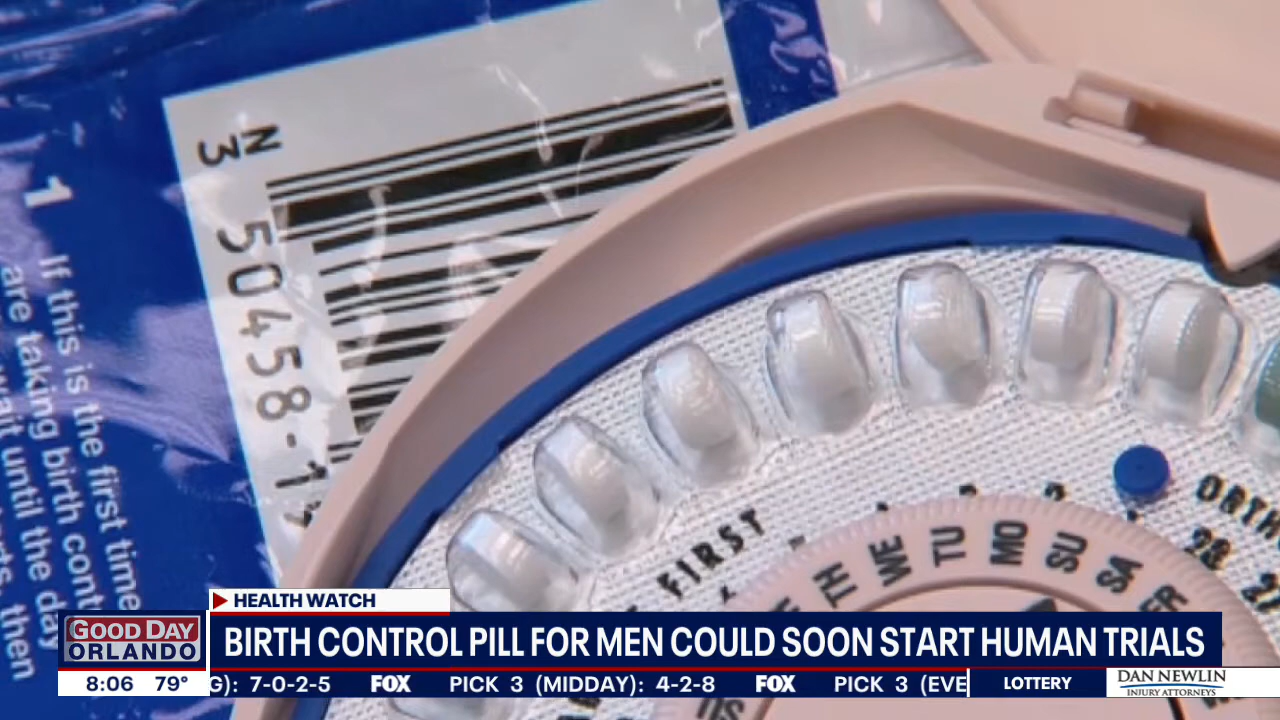 N
3
50458-1
1
If this is the first time
are taking birth cont
wait until the day
then
FIRST
ORTH
28
27
TH
WE
TU
MO
SU
SA
HEALTH WATCH
GOOD DAY
ORLANDO
BIRTH CONTROL PILL FOR MEN COULD SOON START HUMAN TRIALS
8:06 79°
G): 7-0-2-5 FOX PICK 3 (MIDDAY): 4-2-8 FOX PICK 3 (EVE
LOTTERY
DAN NEWLIN
INJURY ATTORNEYS